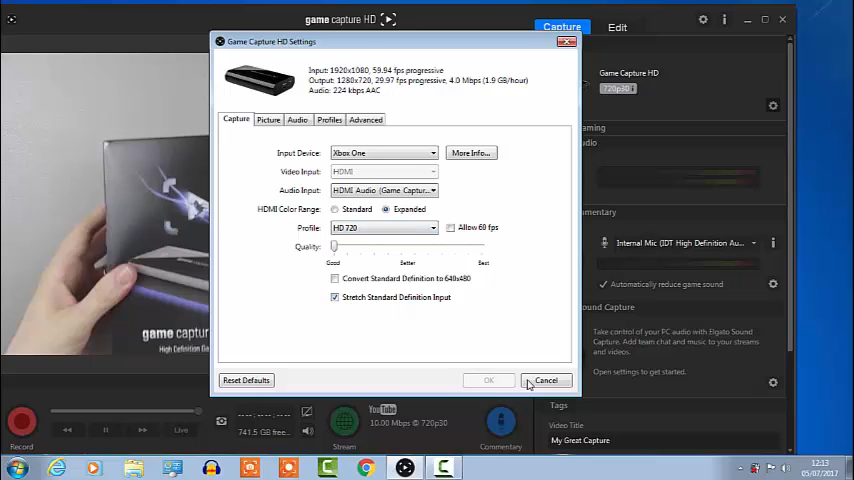 game capture HD
Capture
Edit
Game Capture HD Settings
Input: 1920x1080, 59.94 fps progressive
Output: 1280x720, 29.97 fps progressive, 4.0 Mbps (1.9 GB/hour)
Audio: 224 kbps AAC
Game Capture HD
720p30
Capture
Picture
Audio
Profiles
Advanced
aming
Input Device:
Xbox One
More Info...
udio
Video Input:
HDMI
Audio Input:
HDMI Audio (Game Captur...
HDMI Color Range:
Standard
Expanded
mmentary
Profile:
HD 720
Allow 60 fps
Quality:
Good
Better
Best
Internal Mic (IDT High Definition Au...
Convert Standard Definition to 640x480
Automatically reduce game sound
Stretch Standard Definition Input
ound Capture
game captu
High Definition Ga
Take control of your PC audio with Elgato Sound
Capture. Add team chat and music to your streams
and videos.
Open settings to get started.
Reset Defaults
OK
Cancel
Tags
Video Title
My Great Capture
Record
Live
--:--:-- / --:--:--
741.5 GB free...
Stream
YouTube
10.00 Mbps @ 720p30
Commentary
12:13
05/07/2017